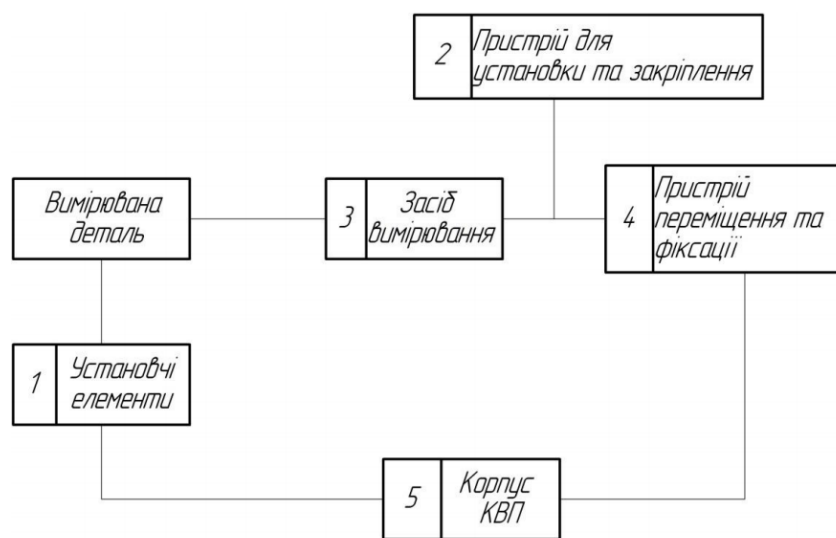 2
Пристрій для
установки та закріплення
Вимірювана
деталь
3
Засіб
вимірювання
4
Пристрій
переміщення та
фіксації
1
Установчі
елементи
5
Корпус
КВП